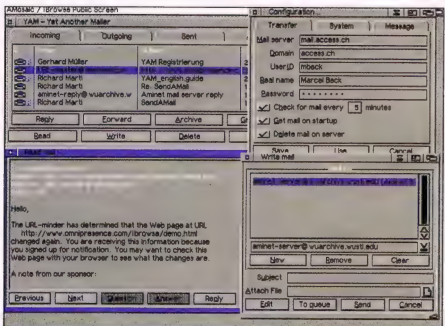 AMosaic / IBrowse Public Screen
YAM - Yet Another Mailer
Incoming Outgoing Sent
Gerhard Müller YAM Registrierung
Richard Marti YAM_english.guide
Richard Marti Re: SendAMail
aminet-reply@wuarchive.w Aminet mail server reply
Richard Marti SendAMail
Reply Forward Archive
Read Write Delete
Hello,
The URL-minder has determined that the Web page at URL
http://www.omnipresence.com/ibrowse/demo.html
changed again. You are receiving this information because
you signed up for notification. You may want to check this
Web page with your browser to see what the changes are.
A note from our sponsor:
Previous Next Question Answer Reply
Configuration...
Transfer System Message
Mail server mail.access.ch
Domain access.ch
UserID mbeck
Real name Marcel Beck
Password ........
Check for mail every 5 minutes
Get mail on startup
Delete mail on server
Save Use Cancel
Write mail
aminet-server@wuarchive.wustl.edu
New Remove Clear
Subject
Attach File
Edit To queue Send Cancel